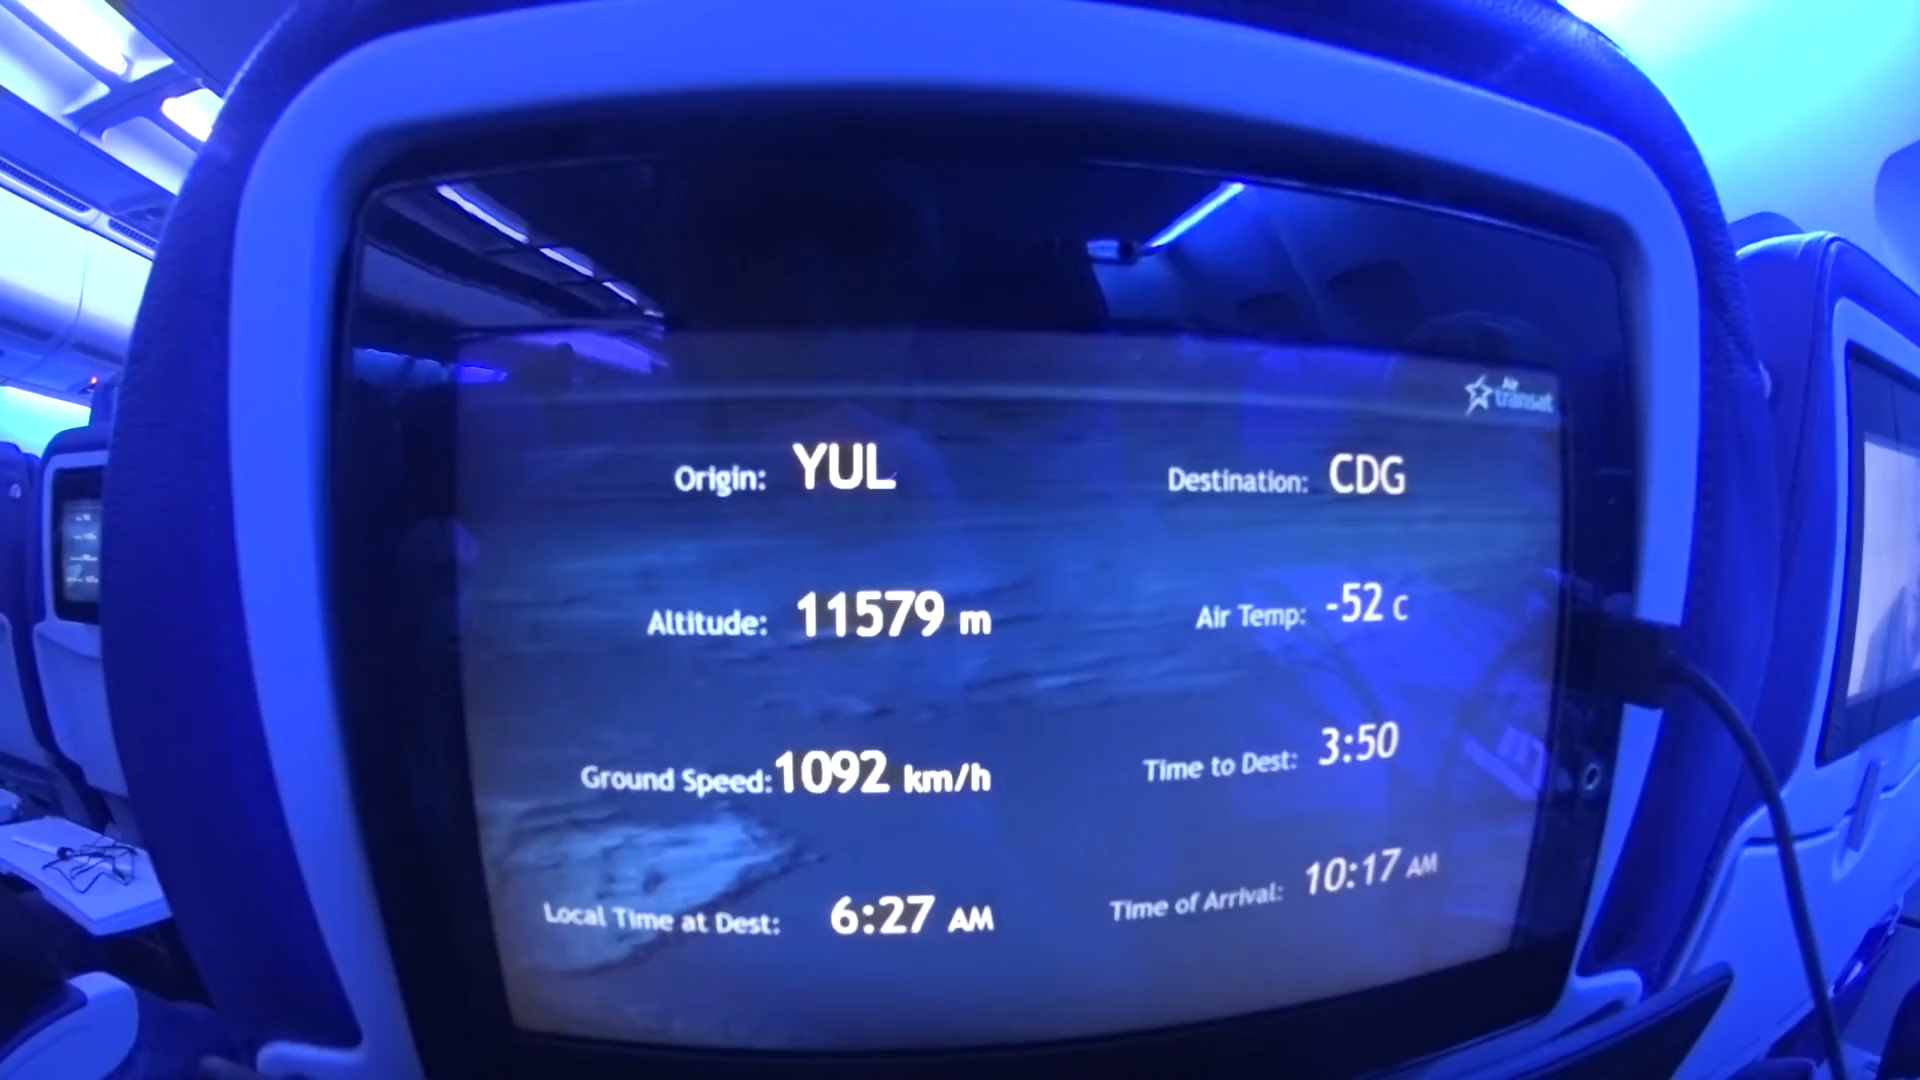 Air
transat
Origin: YUL
Destination: CDG
Altitude: 11579 m
Air Temp: -52 C
Ground Speed: 1092 km/h
Time to Dest: 3:50
Local Time at Dest: 6:27 AM
Time of Arrival: 10:17 AM